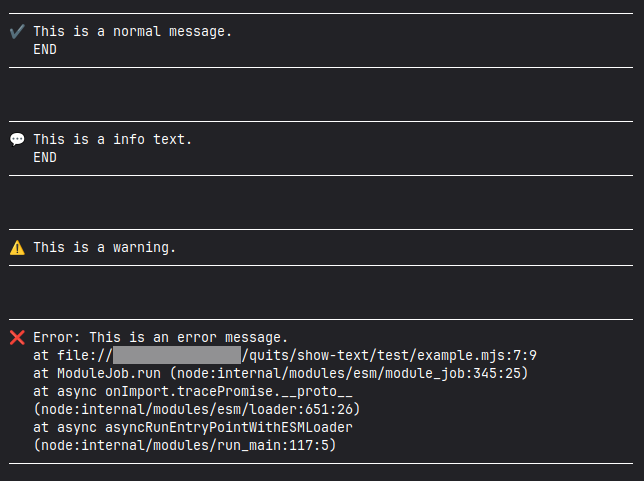 ✔️ This is a normal message.
END
💬 This is a info text.
END
⚠️ This is a warning.
❌ Error: This is an error message.
at file:///quits/show-text/test/example.mjs:7:9
at ModuleJob.run (node:internal/modules/esm/module_job:345:25)
at async onImport.tracePromise.__proto__
(node:internal/modules/esm/loader:651:26)
at async asyncRunEntryPointWithESMLoader
(node:internal/modules/run_main:117:5)